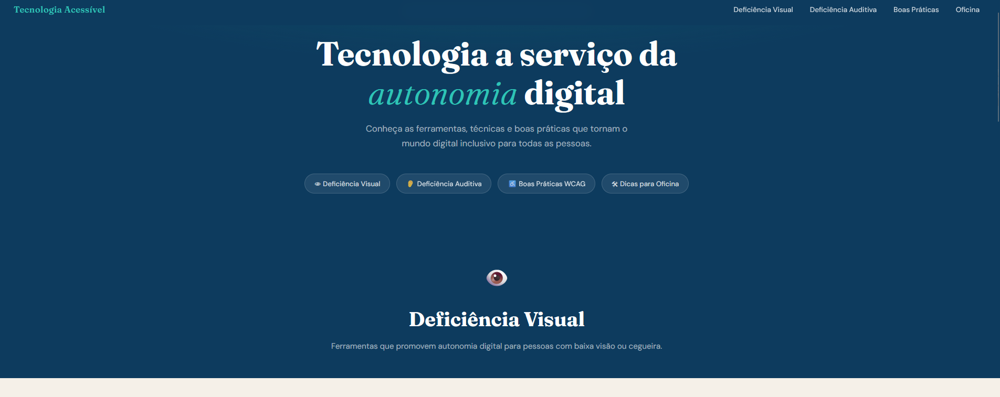 Tecnologia Acessível
Deficiência Visual
Deficiência Auditiva
Boas Práticas
Oficina
Tecnologia a serviço da
autonomia digital
Conheça as ferramentas, técnicas e boas práticas que tornam o
mundo digital inclusivo para todas as pessoas.
Deficiência Visual
Deficiência Auditiva
Boas Práticas WCAG
Dicas para Oficina
Deficiência Visual
Ferramentas que promovem autonomia digital para pessoas com baixa visão ou cegueira.